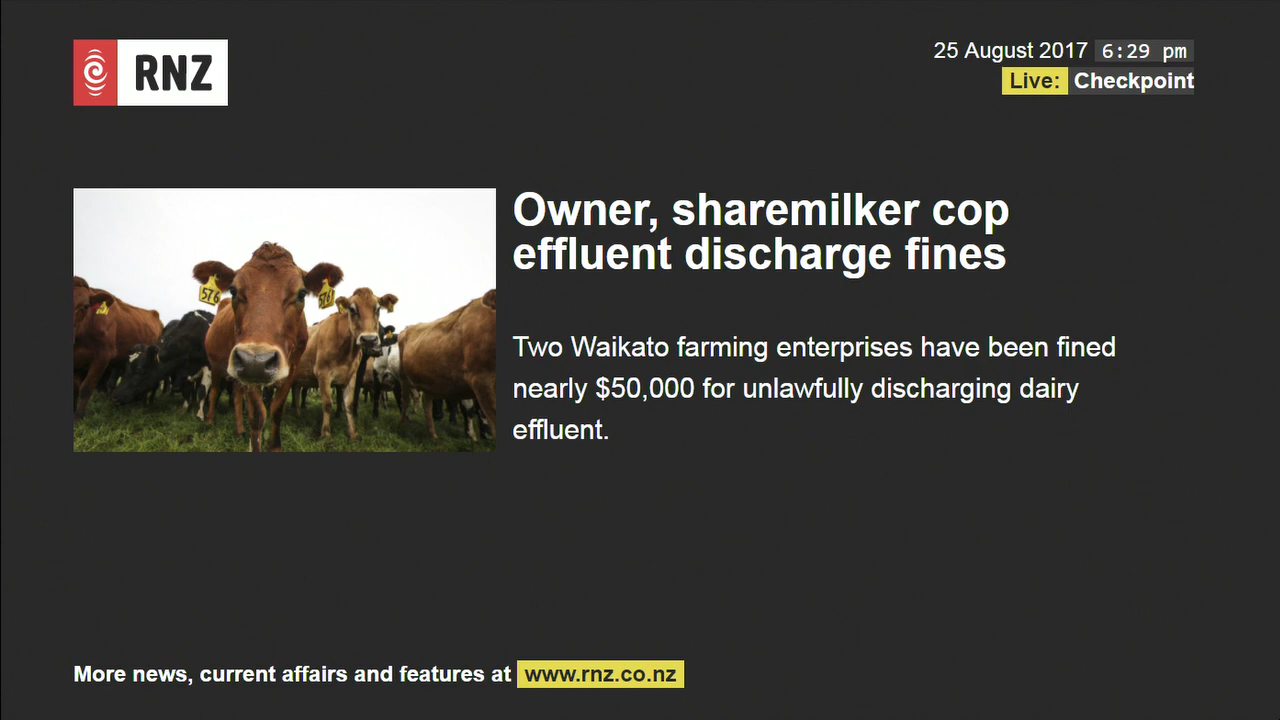 RNZ
25 August 2017 6:29 pm
Live: Checkpoint
Owner, sharemilker cop
effluent discharge fines
576
576
Two Waikato farming enterprises have been fined
nearly $50,000 for unlawfully discharging dairy
effluent.
More news, current affairs and features at www.rnz.co.nz